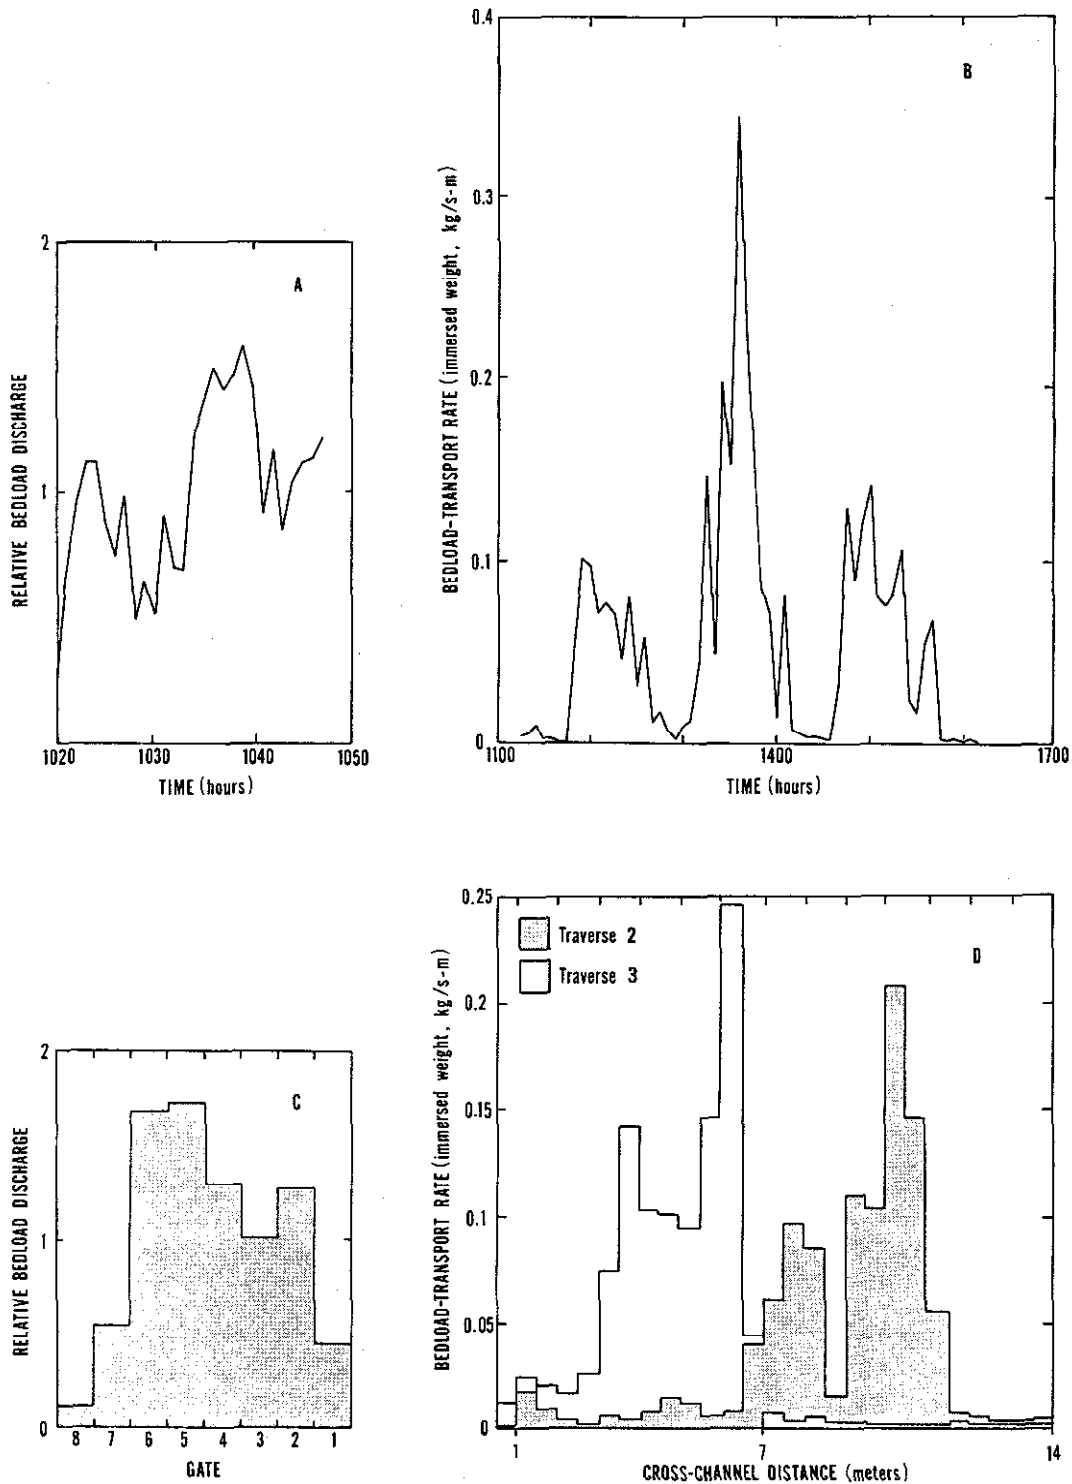 A
RELATIVE BEDLOAD DISCHARGE
2
1
0
1020
1030
1040
1050
TIME (hours)
B
BEDLOAD-TRANSPORT RATE (immersed weight, kg/s-m)
0.4
0.3
0.2
0.1
0
1100
1400
1700
TIME (hours)
C
RELATIVE BEDLOAD DISCHARGE
2
1
0
8 7 6 5 4 3 2 1
GATE
D
BEDLOAD-TRANSPORT RATE (immersed weight, kg/s-m)
0.25
0.2
0.15
0.1
0.05
0
Traverse 2
Traverse 3
1
7
14
CROSS-CHANNEL DISTANCE (meters)